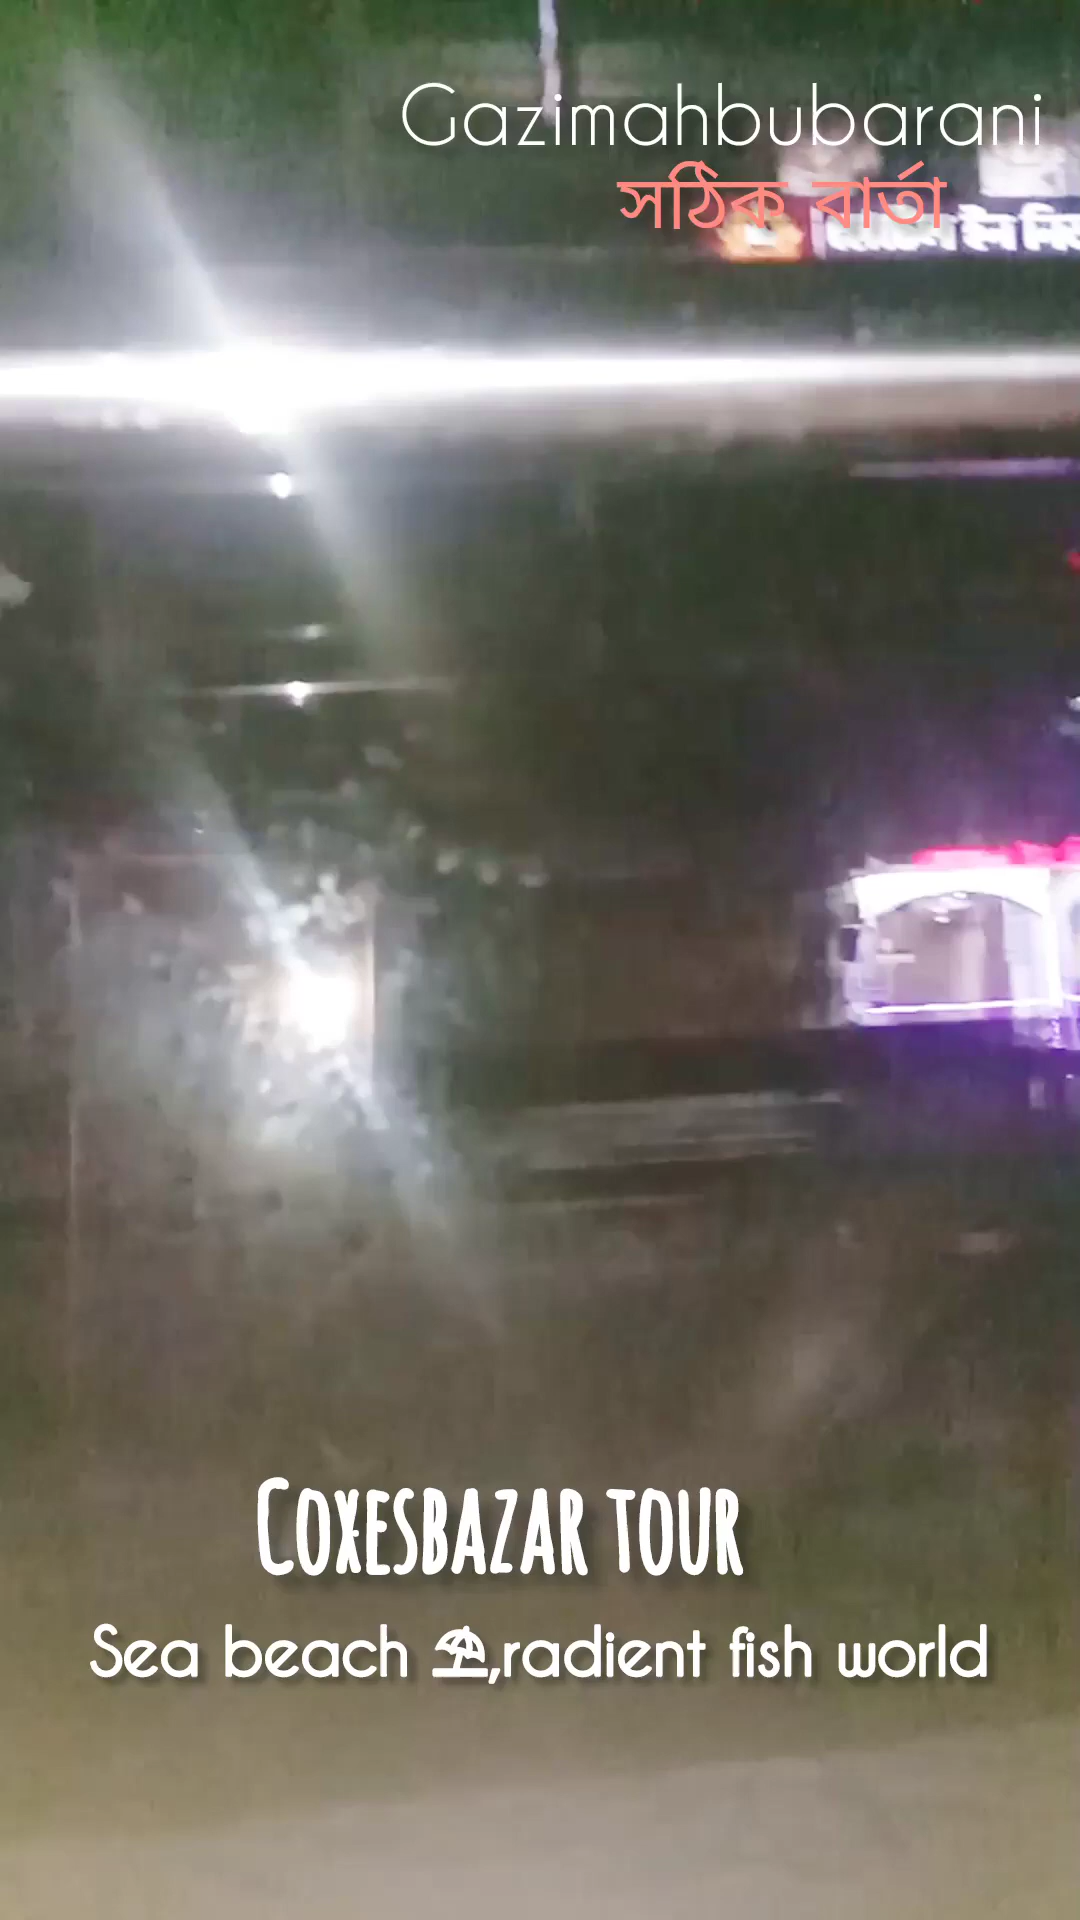 Gazimahbubarani
সঠিক বার্তা
Coxesbazar tour
Sea beach ⛱,radient fish world